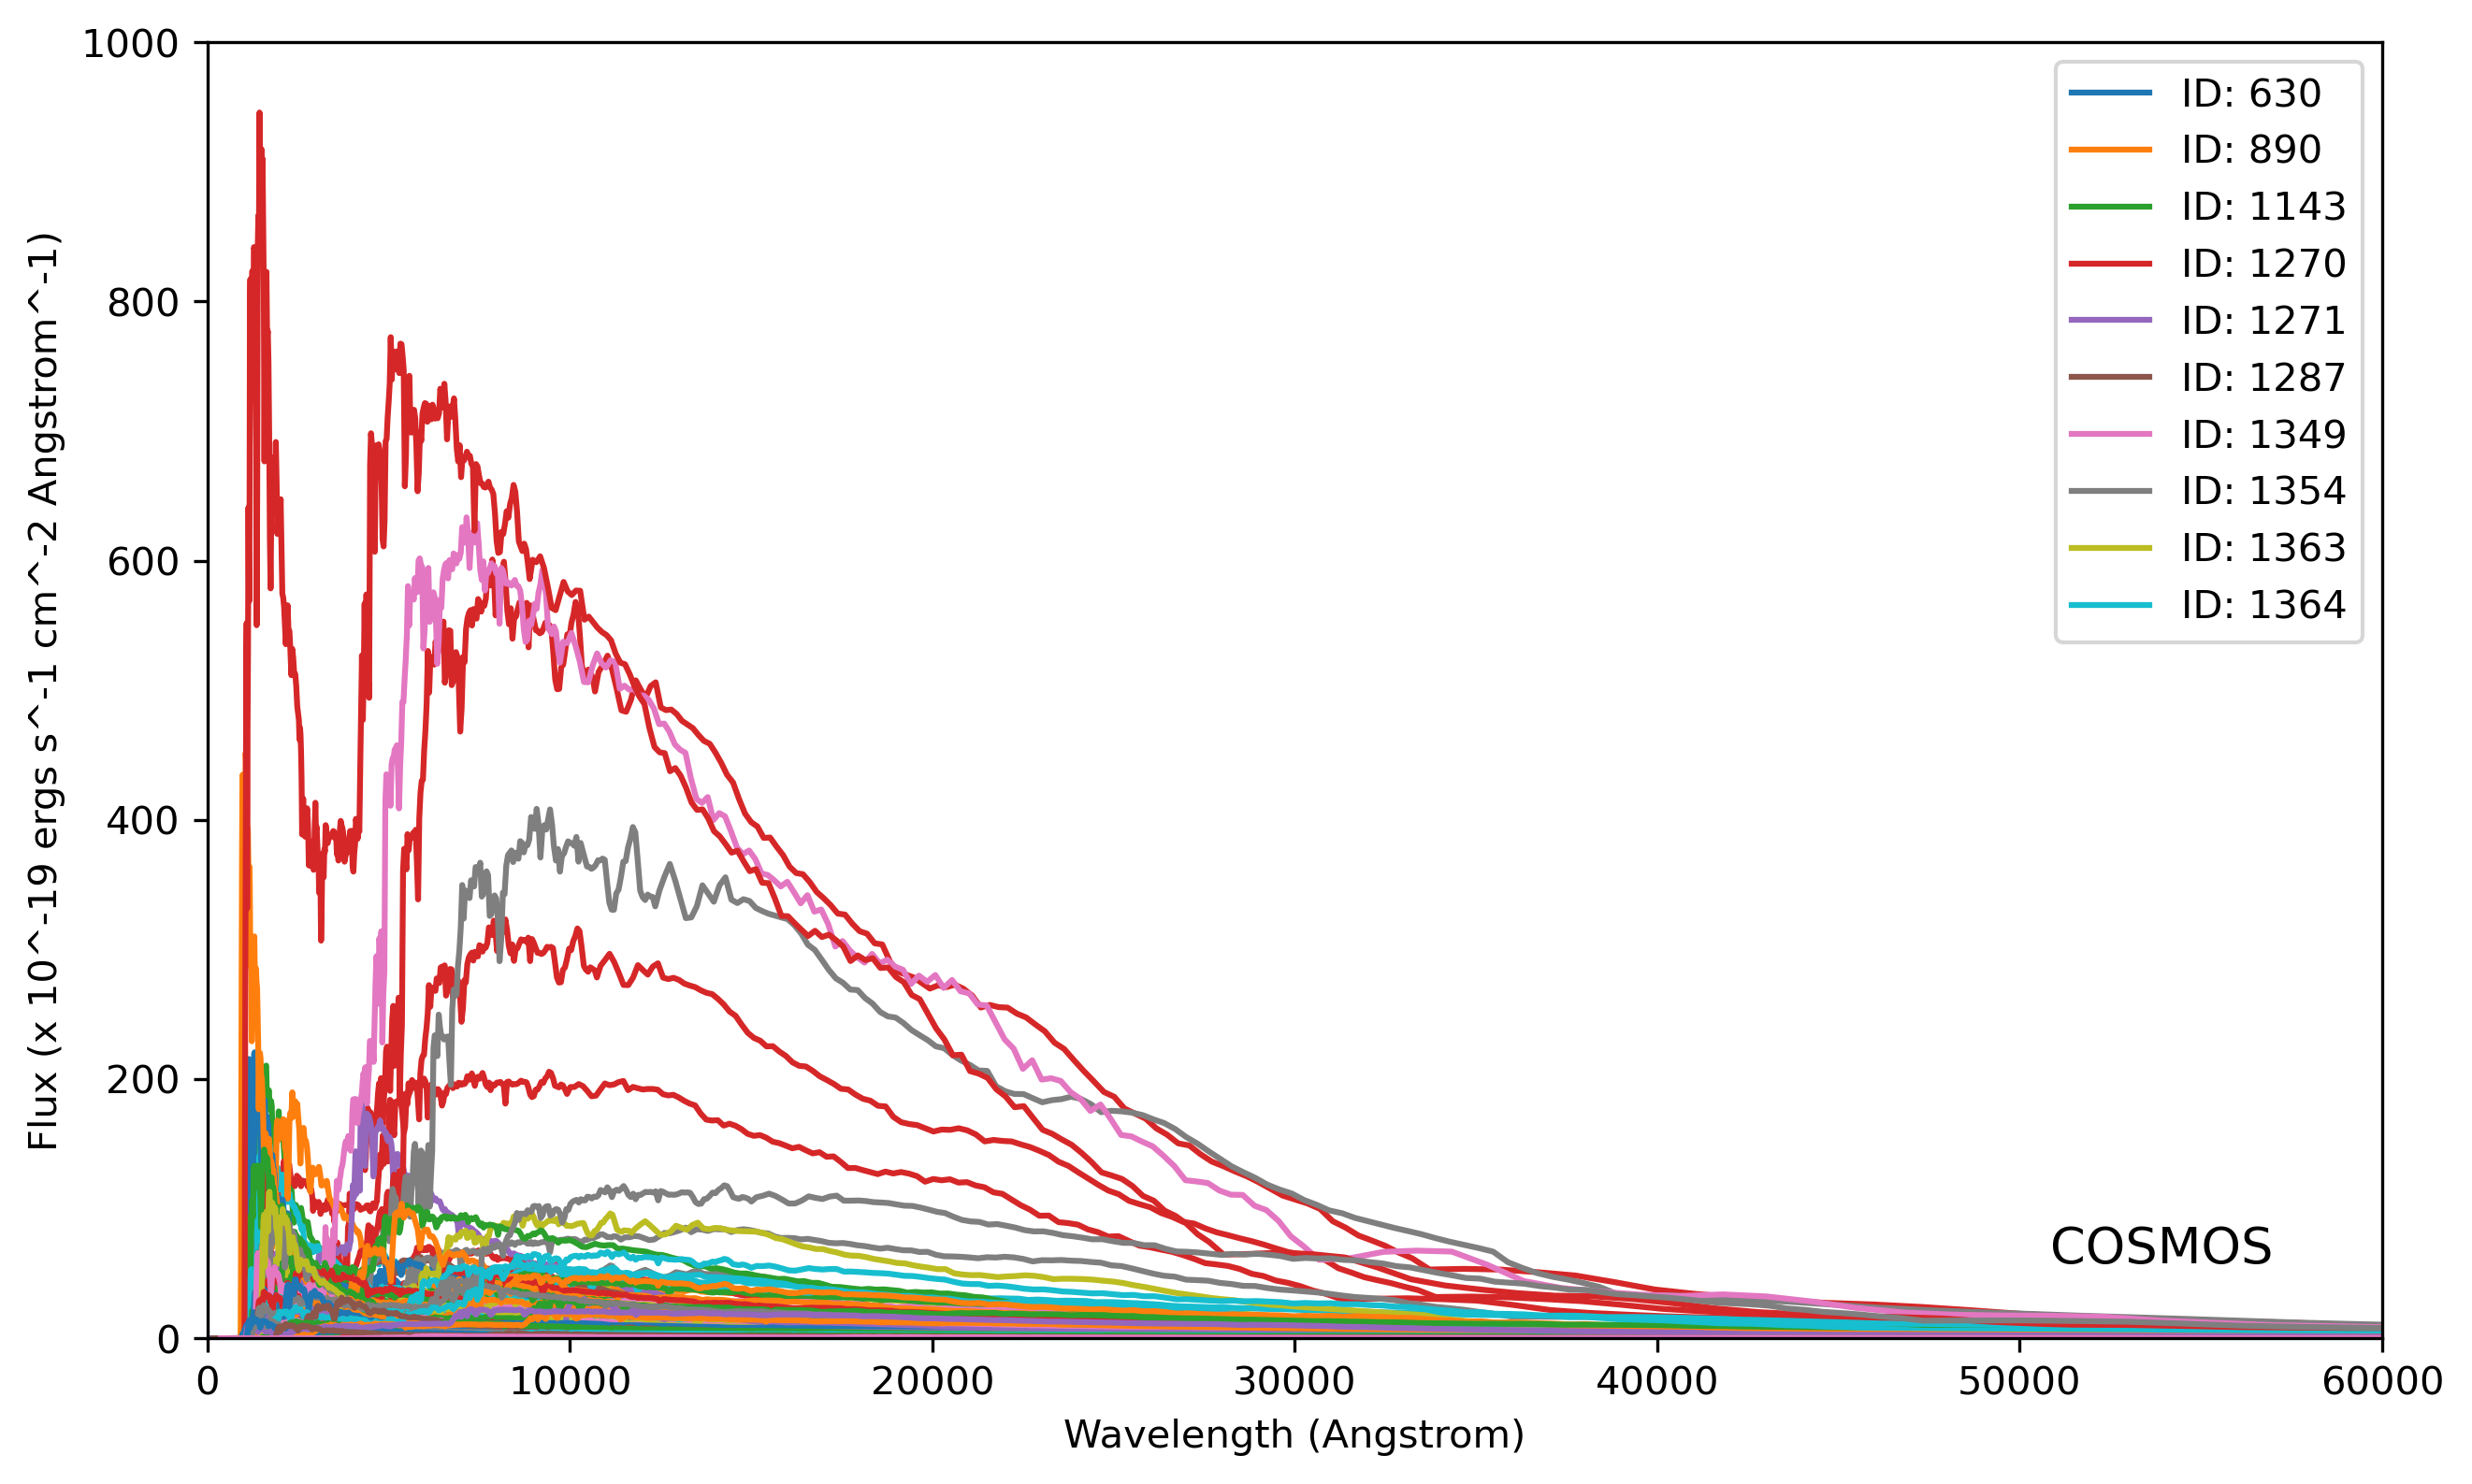 1000
800
600
400
200
0
Flux (x 10^-19 ergs s^-1 cm^-2 Angstrom^-1)
ID: 630
ID: 890
ID: 1143
ID: 1270
ID: 1271
ID: 1287
ID: 1349
ID: 1354
ID: 1363
ID: 1364
COSMOS
0 10000 20000 30000 40000 50000 60000
Wavelength (Angstrom)